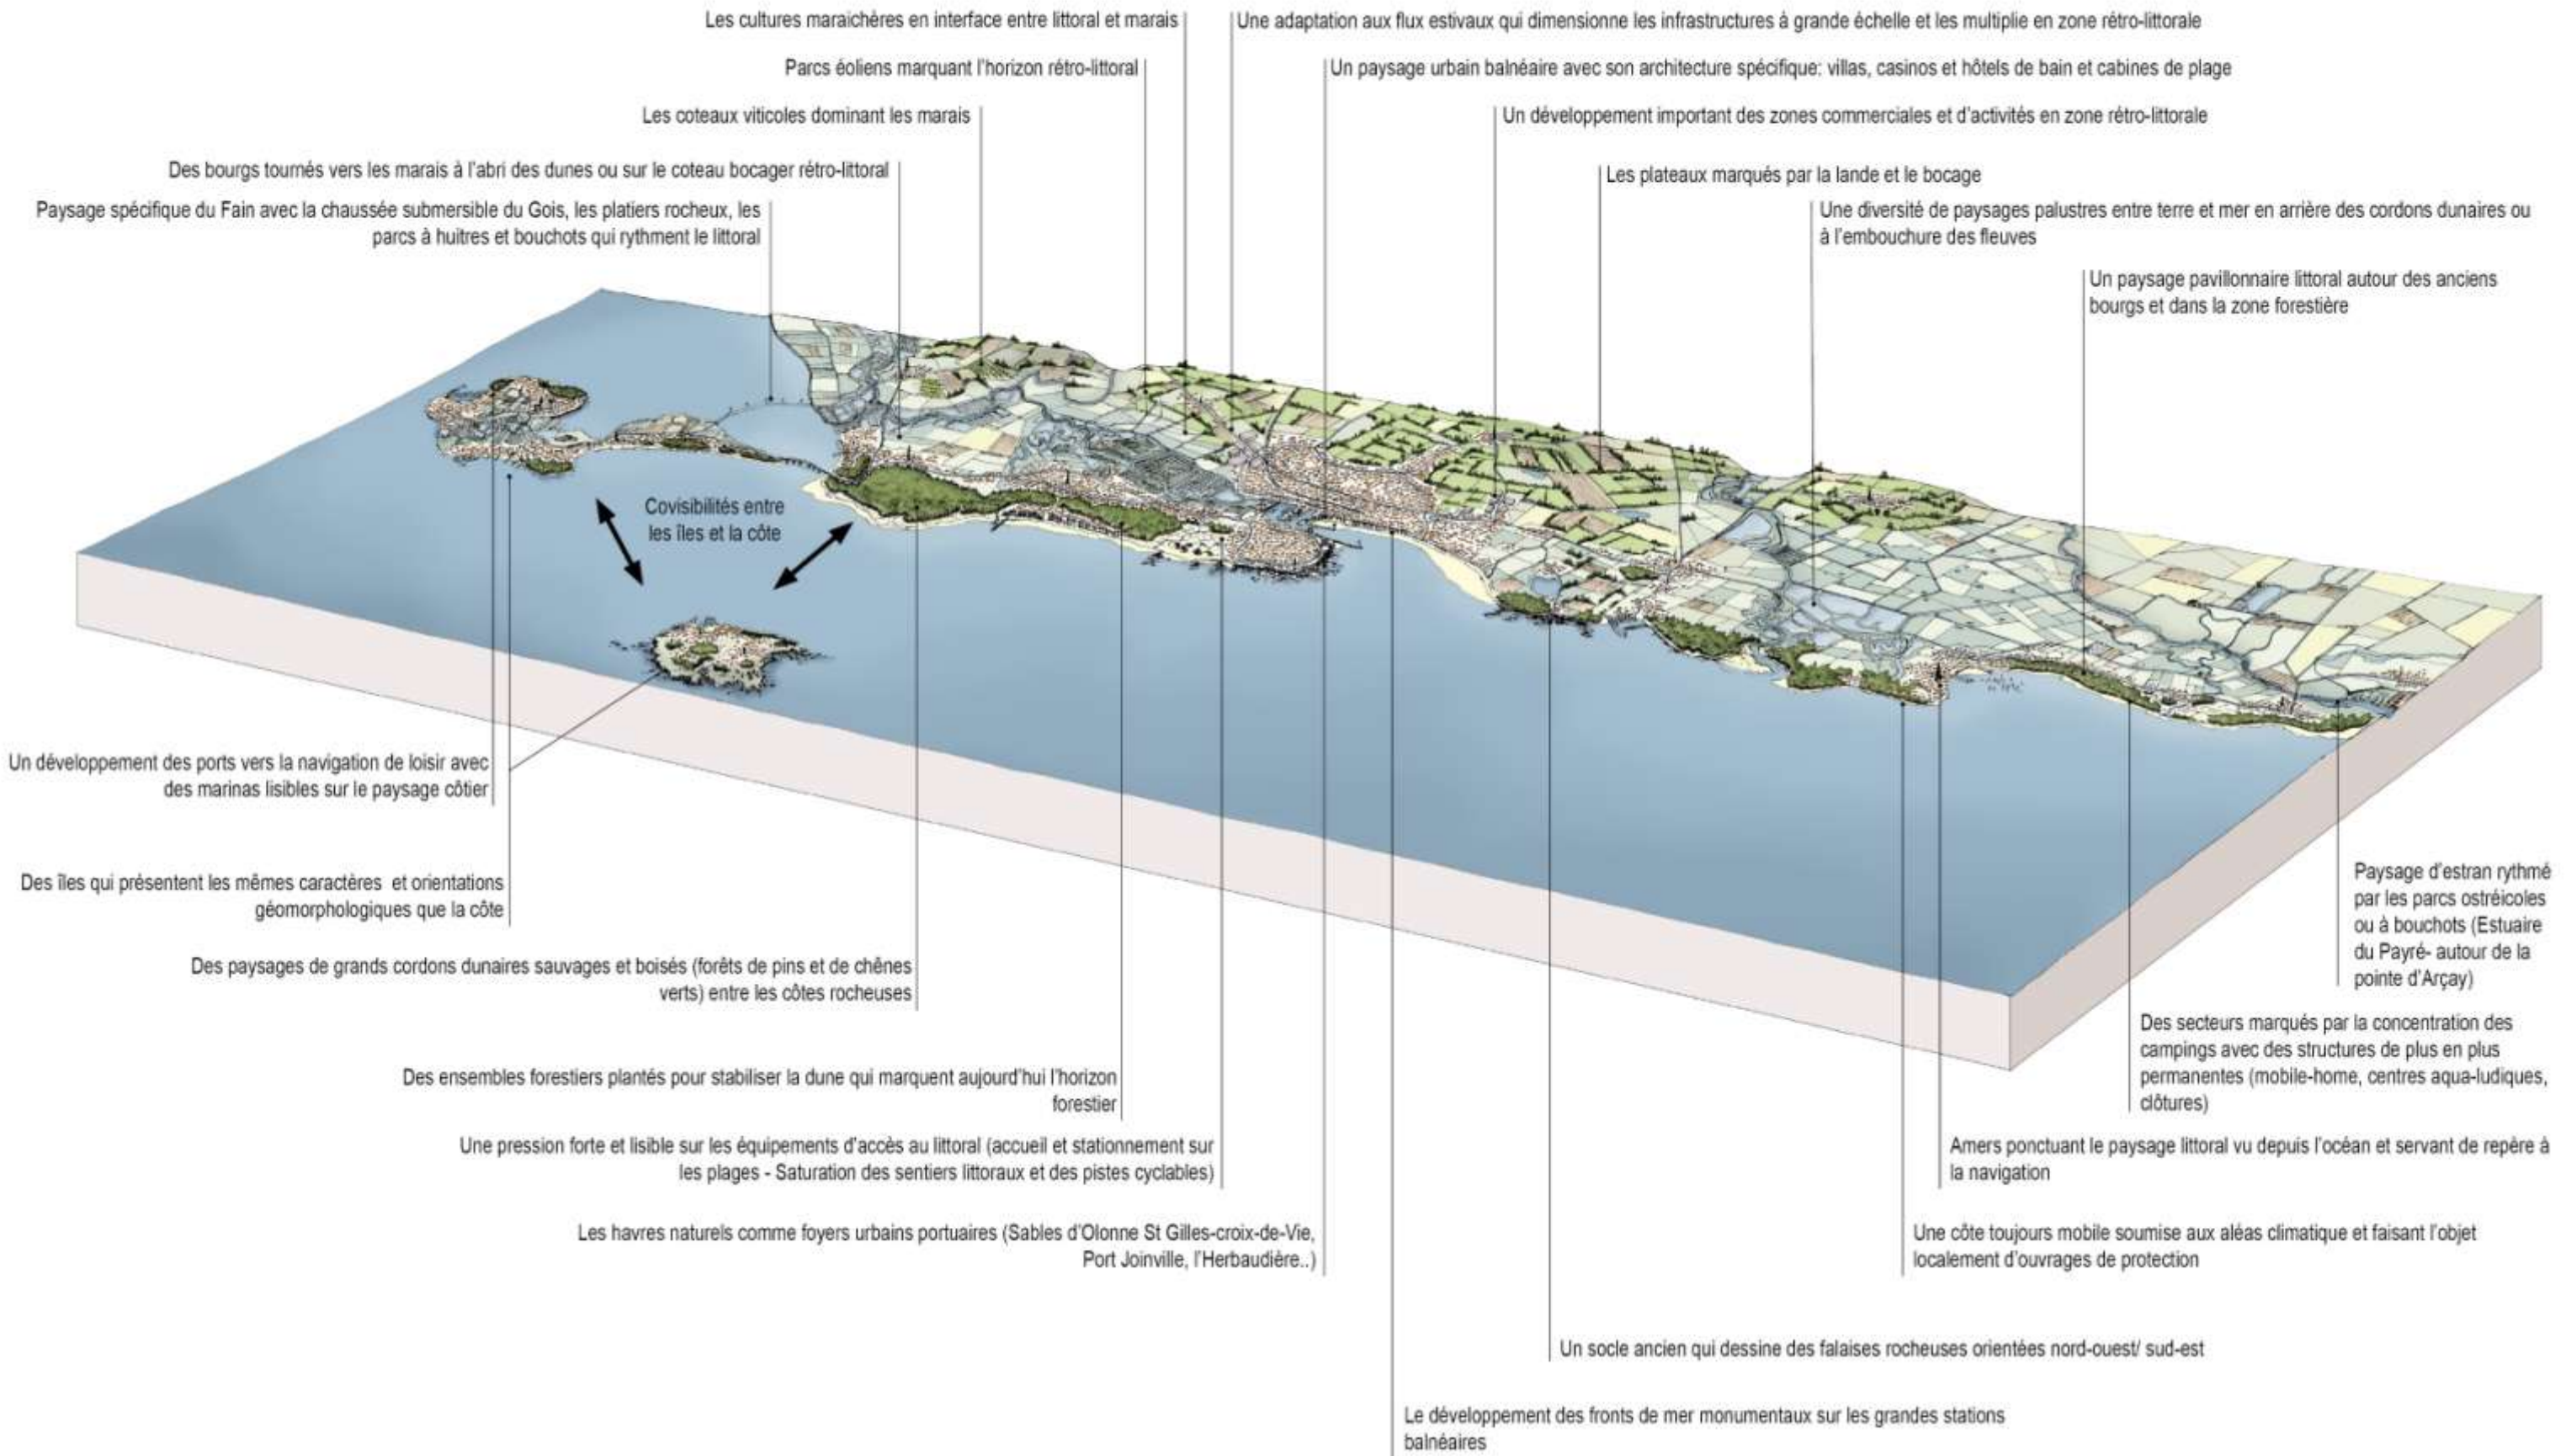 Les cultures maraichères en interface entre littoral et marais
Une adaptation aux flux estivaux qui dimensionne les infrastructures à grande échelle et les multiplie en zone rétro-littorale
Parcs éoliens marquant l'horizon rétro-littoral
Un paysage urbain balnéaire avec son architecture spécifique: villas, casinos et hôtels de bain et cabines de plage
Les coteaux viticoles dominant les marais
Un développement important des zones commerciales et d'activités en zone rétro-littorale
Des bourgs tournés vers les marais à l'abri des dunes ou sur le coteau bocager rétro-littoral
Les plateaux marqués par la lande et le bocage
Paysage spécifique du Fain avec la chaussée submersible du Gois, les platiers rocheux, les
parcs à huitres et bouchots qui rythment le littoral
Une diversité de paysages palustres entre terre et mer en arrière des cordons dunaires ou
à l'embouchure des fleuves
Un paysage pavillonnaire littoral autour des anciens
bourgs et dans la zone forestière
Covisibilités entre
les îles et la côte
Un développement des ports vers la navigation de loisir avec
des marinas lisibles sur le paysage côtier
Des îles qui présentent les mêmes caractères et orientations
géomorphologiques que la côte
Paysage d'estran rythmé
par les parcs ostréicoles
ou à bouchots (Estuaire
du Payré- autour de la
pointe d'Arçay)
Des paysages de grands cordons dunaires sauvages et boisés (forêts de pins et de chênes
verts) entre les côtes rocheuses
Des secteurs marqués par la concentration des
campings avec des structures de plus en plus
permanentes (mobile-home, centres aqua-ludiques,
clôtures)
Des ensembles forestiers plantés pour stabiliser la dune qui marquent aujourd'hui l'horizon
forestier
Une pression forte et lisible sur les équipements d'accès au littoral (accueil et stationnement sur
les plages - Saturation des sentiers littoraux et des pistes cyclables)
Amers ponctuant le paysage littoral vu depuis l'océan et servant de repère à
la navigation
Les havres naturels comme foyers urbains portuaires (Sables d'Olonne St Gilles-croix-de-Vie,
Port Joinville, l'Herbaudière..)
Une côte toujours mobile soumise aux aléas climatique et faisant l'objet
localement d'ouvrages de protection
Un socle ancien qui dessine des falaises rocheuses orientées nord-ouest/ sud-est
Le développement des fronts de mer monumentaux sur les grandes stations
balnéaires